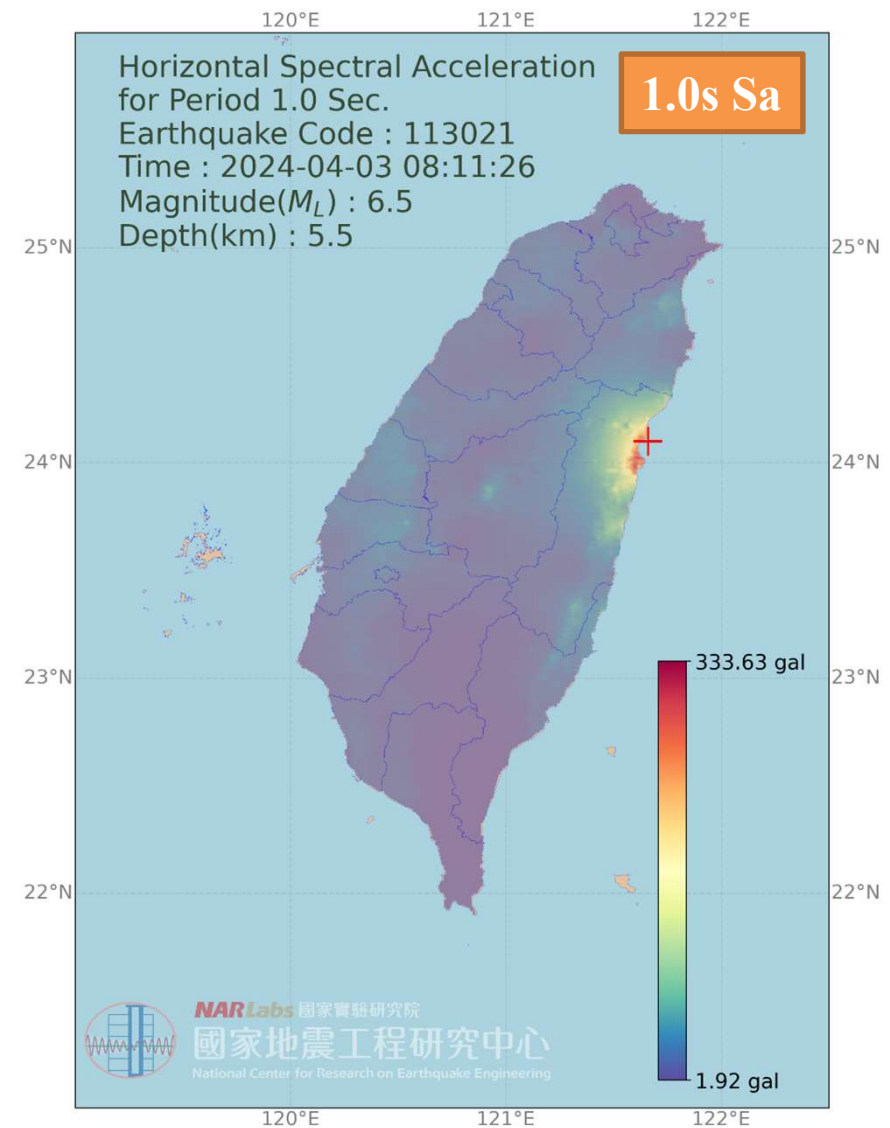 120°E 121°E 122°E
Horizontal Spectral Acceleration
for Period 1.0 Sec.
Earthquake Code : 113021
Time : 2024-04-03 08:11:26
Magnitude(M_L) : 6.5
Depth(km) : 5.5
1.0s Sa
25°N 25°N
24°N 24°N
23°N 23°N
22°N 22°N
333.63 gal
1.92 gal
NARLabs 國家實驗研究院
國家地震工程研究中心
National Center for Research on Earthquake Engineering
120°E 121°E 122°E